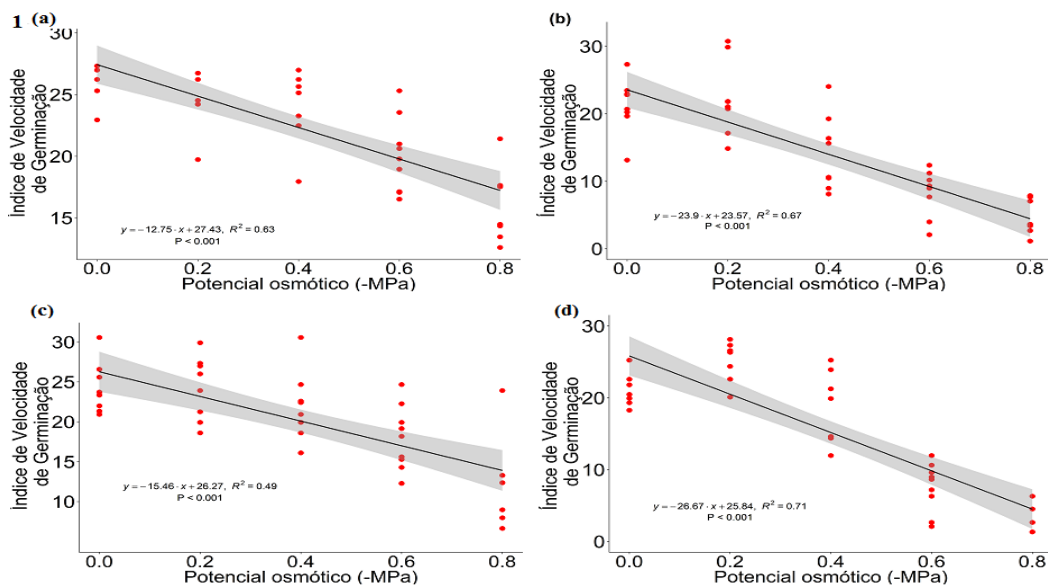 1 (a)
30
25
20
15
Índice de Velocidade
de Germinação
y = −12.75 · x + 27.43, R² = 0.63
P < 0.001
0.0 0.2 0.4 0.6 0.8
Potencial osmótico (-MPa)
(b)
30
20
10
0
Índice de Velocidade
de Germinação
y = −23.9 · x + 23.57, R² = 0.67
P < 0.001
0.0 0.2 0.4 0.6 0.8
Potencial osmótico (-MPa)
(c)
30
25
20
15
10
Índice de Velocidade
de Germinação
y = −15.46 · x + 26.27, R² = 0.49
P < 0.001
0.0 0.2 0.4 0.6 0.8
Potencial osmótico (-MPa)
(d)
30
20
10
0
Índice de Velocidade
de Germinação
y = −26.67 · x + 25.84, R² = 0.71
P < 0.001
0.0 0.2 0.4 0.6 0.8
Potencial osmótico (-MPa)